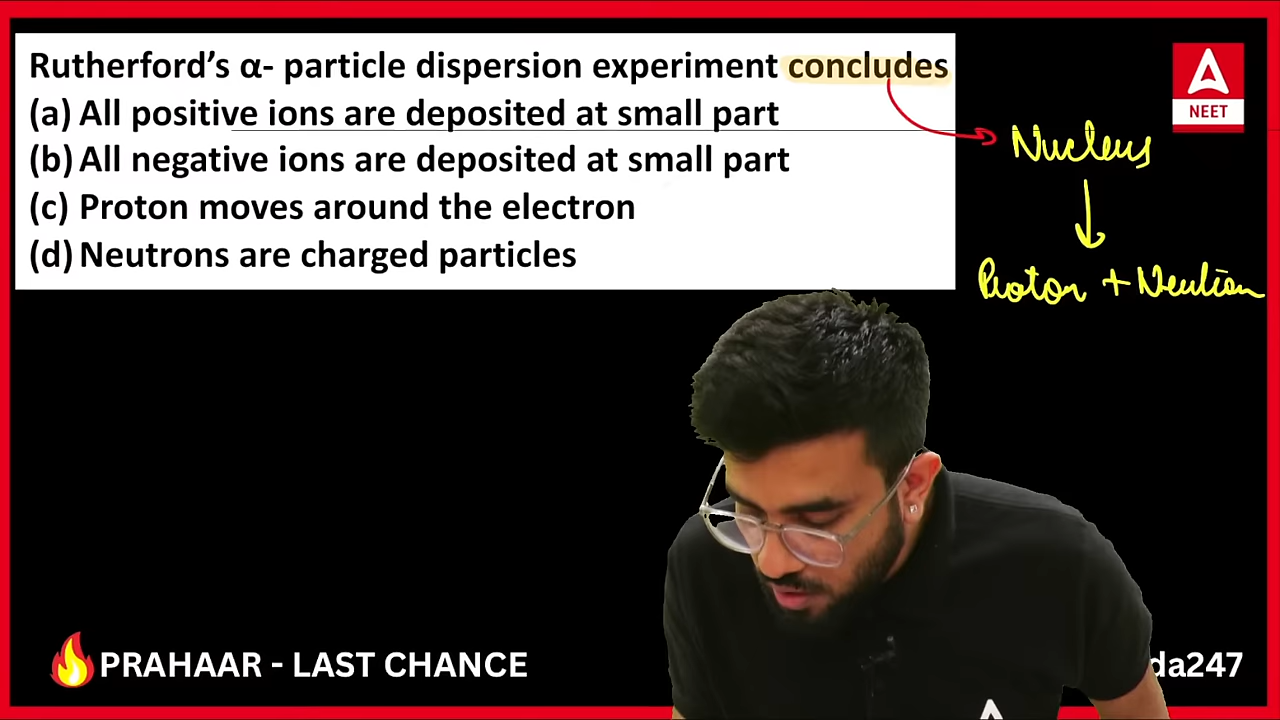 Rutherford’s α- particle dispersion experiment concludes
(a) All positive ions are deposited at small part
(b) All negative ions are deposited at small part
(c) Proton moves around the electron
(d) Neutrons are charged particles
NEET
Nucleus
Proton + Neutron
PRAHAAR - LAST CHANCE
da247